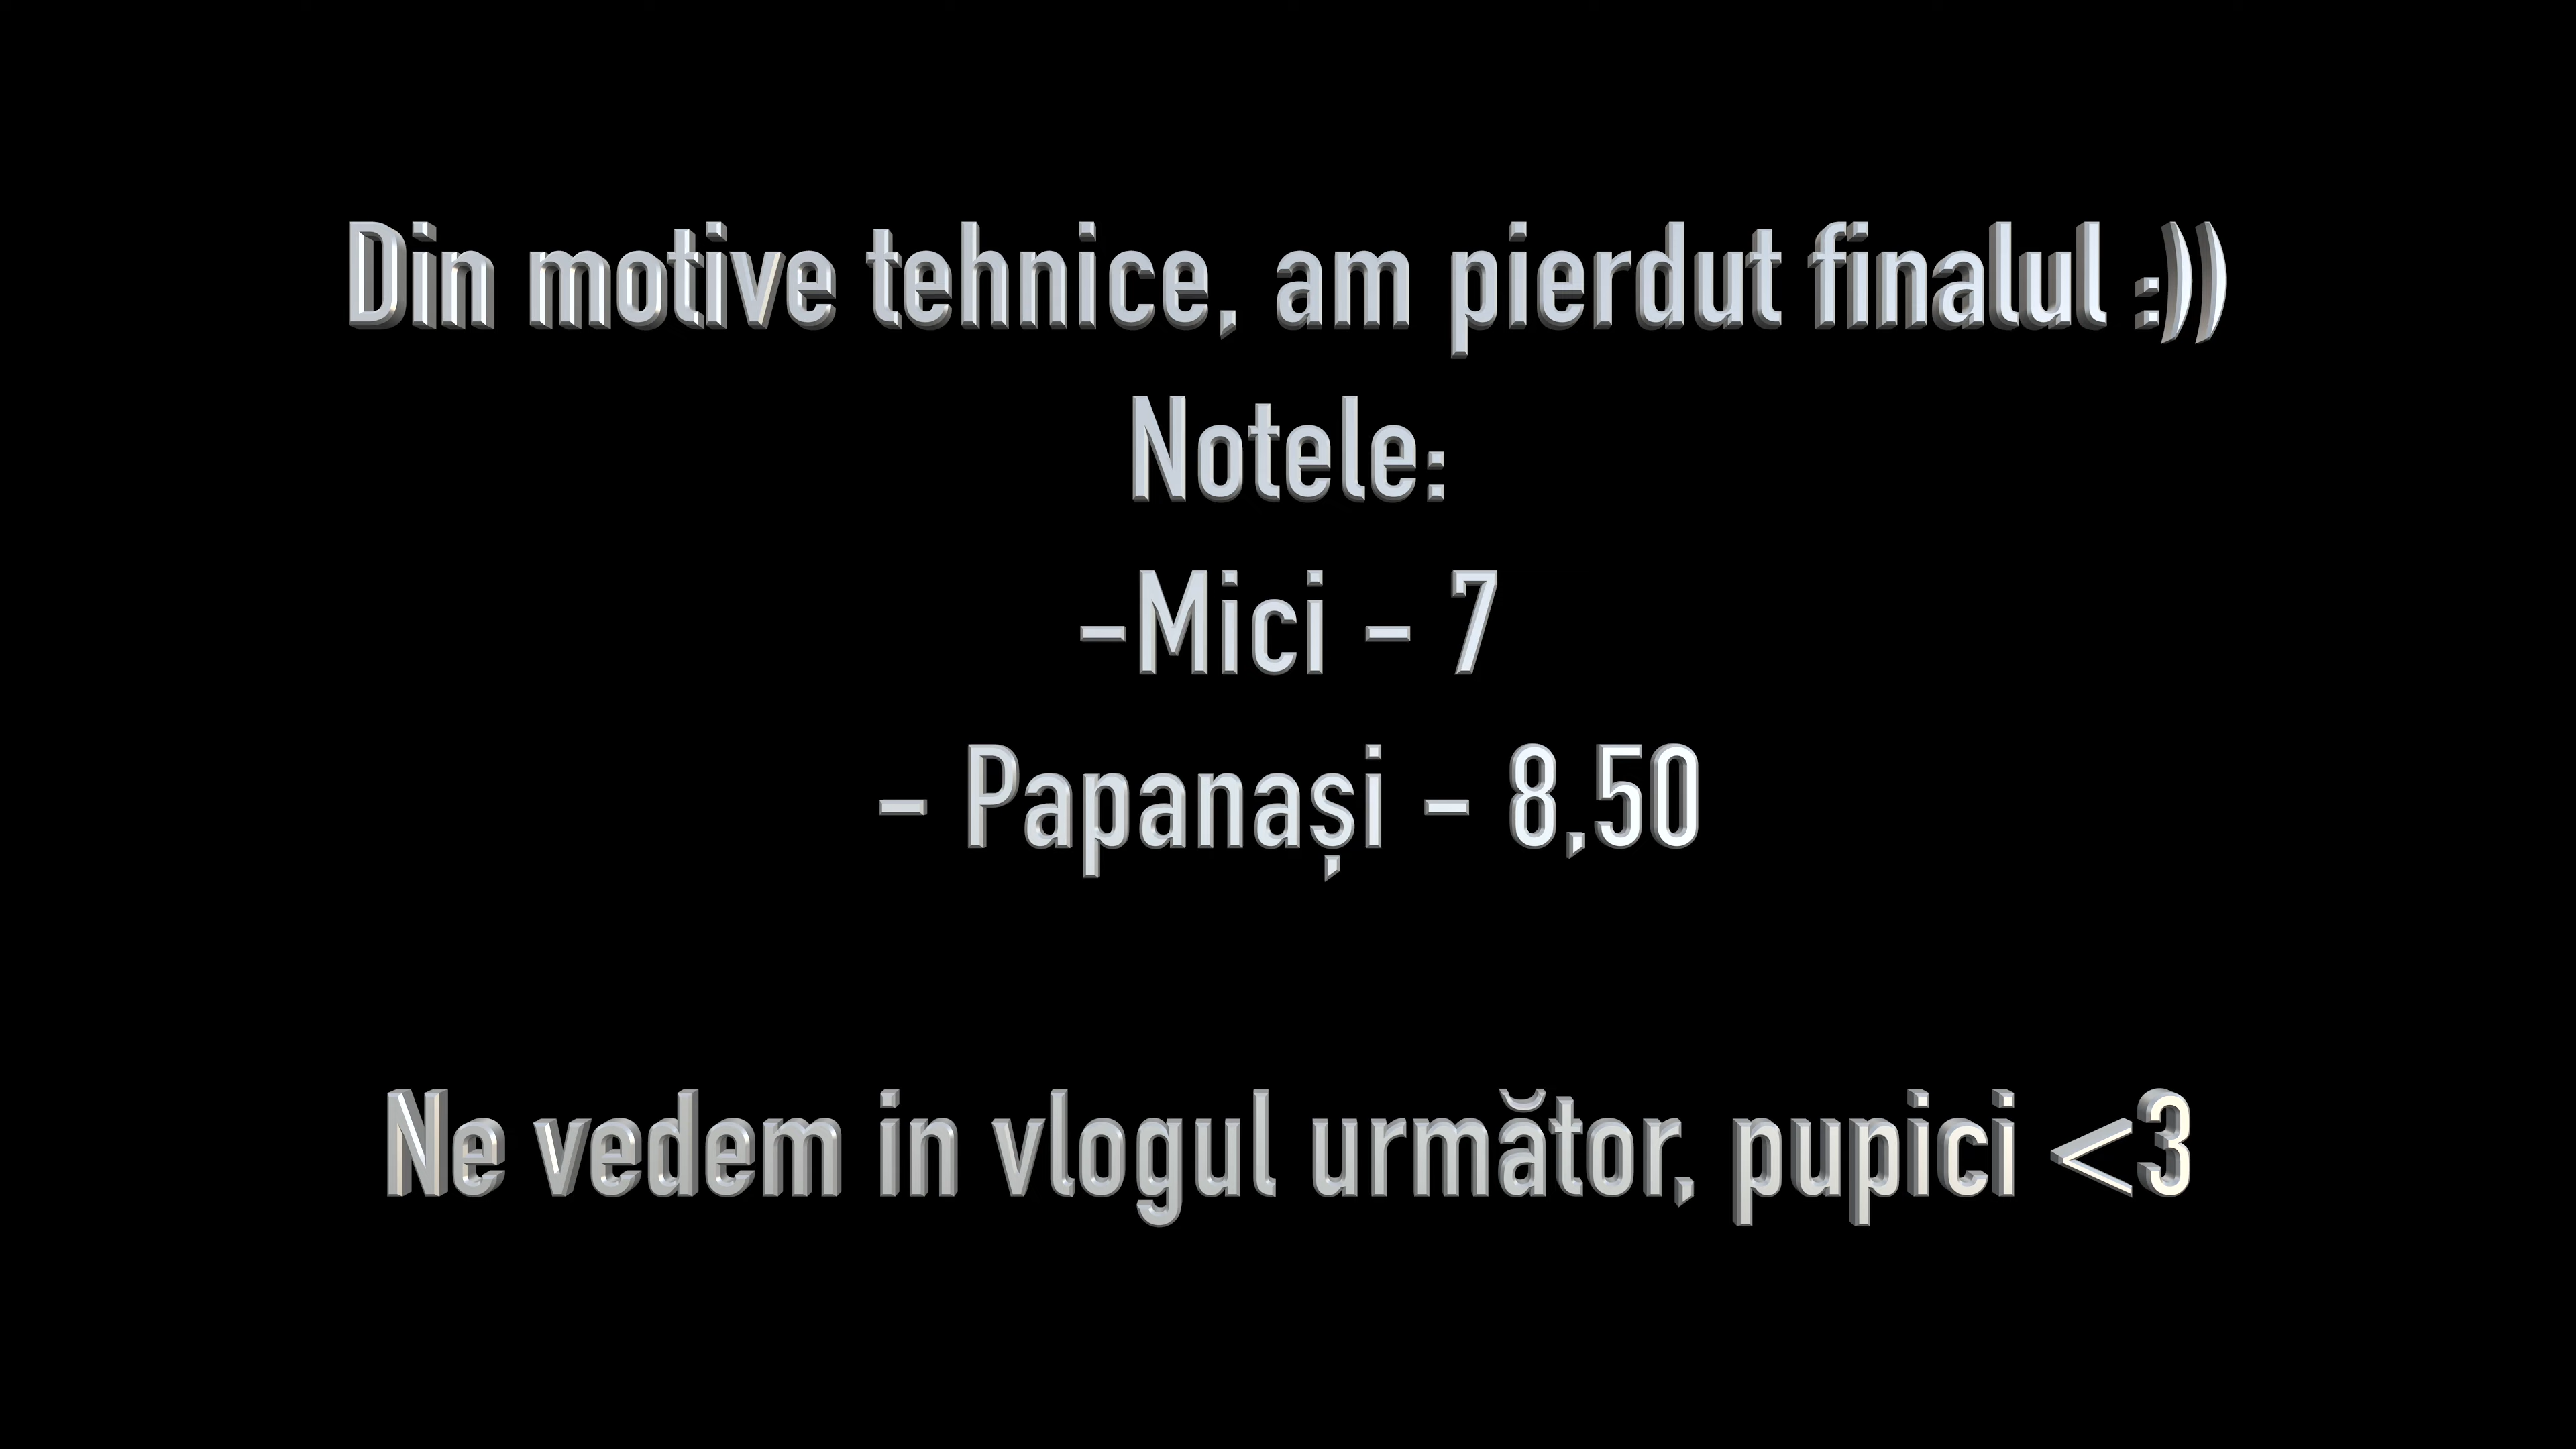 Din motive tehnice, am pierdut finalul :))
Notele:
-Mici - 7
- Papanași - 8,50
Ne vedem in vlogul următor, pupici <3